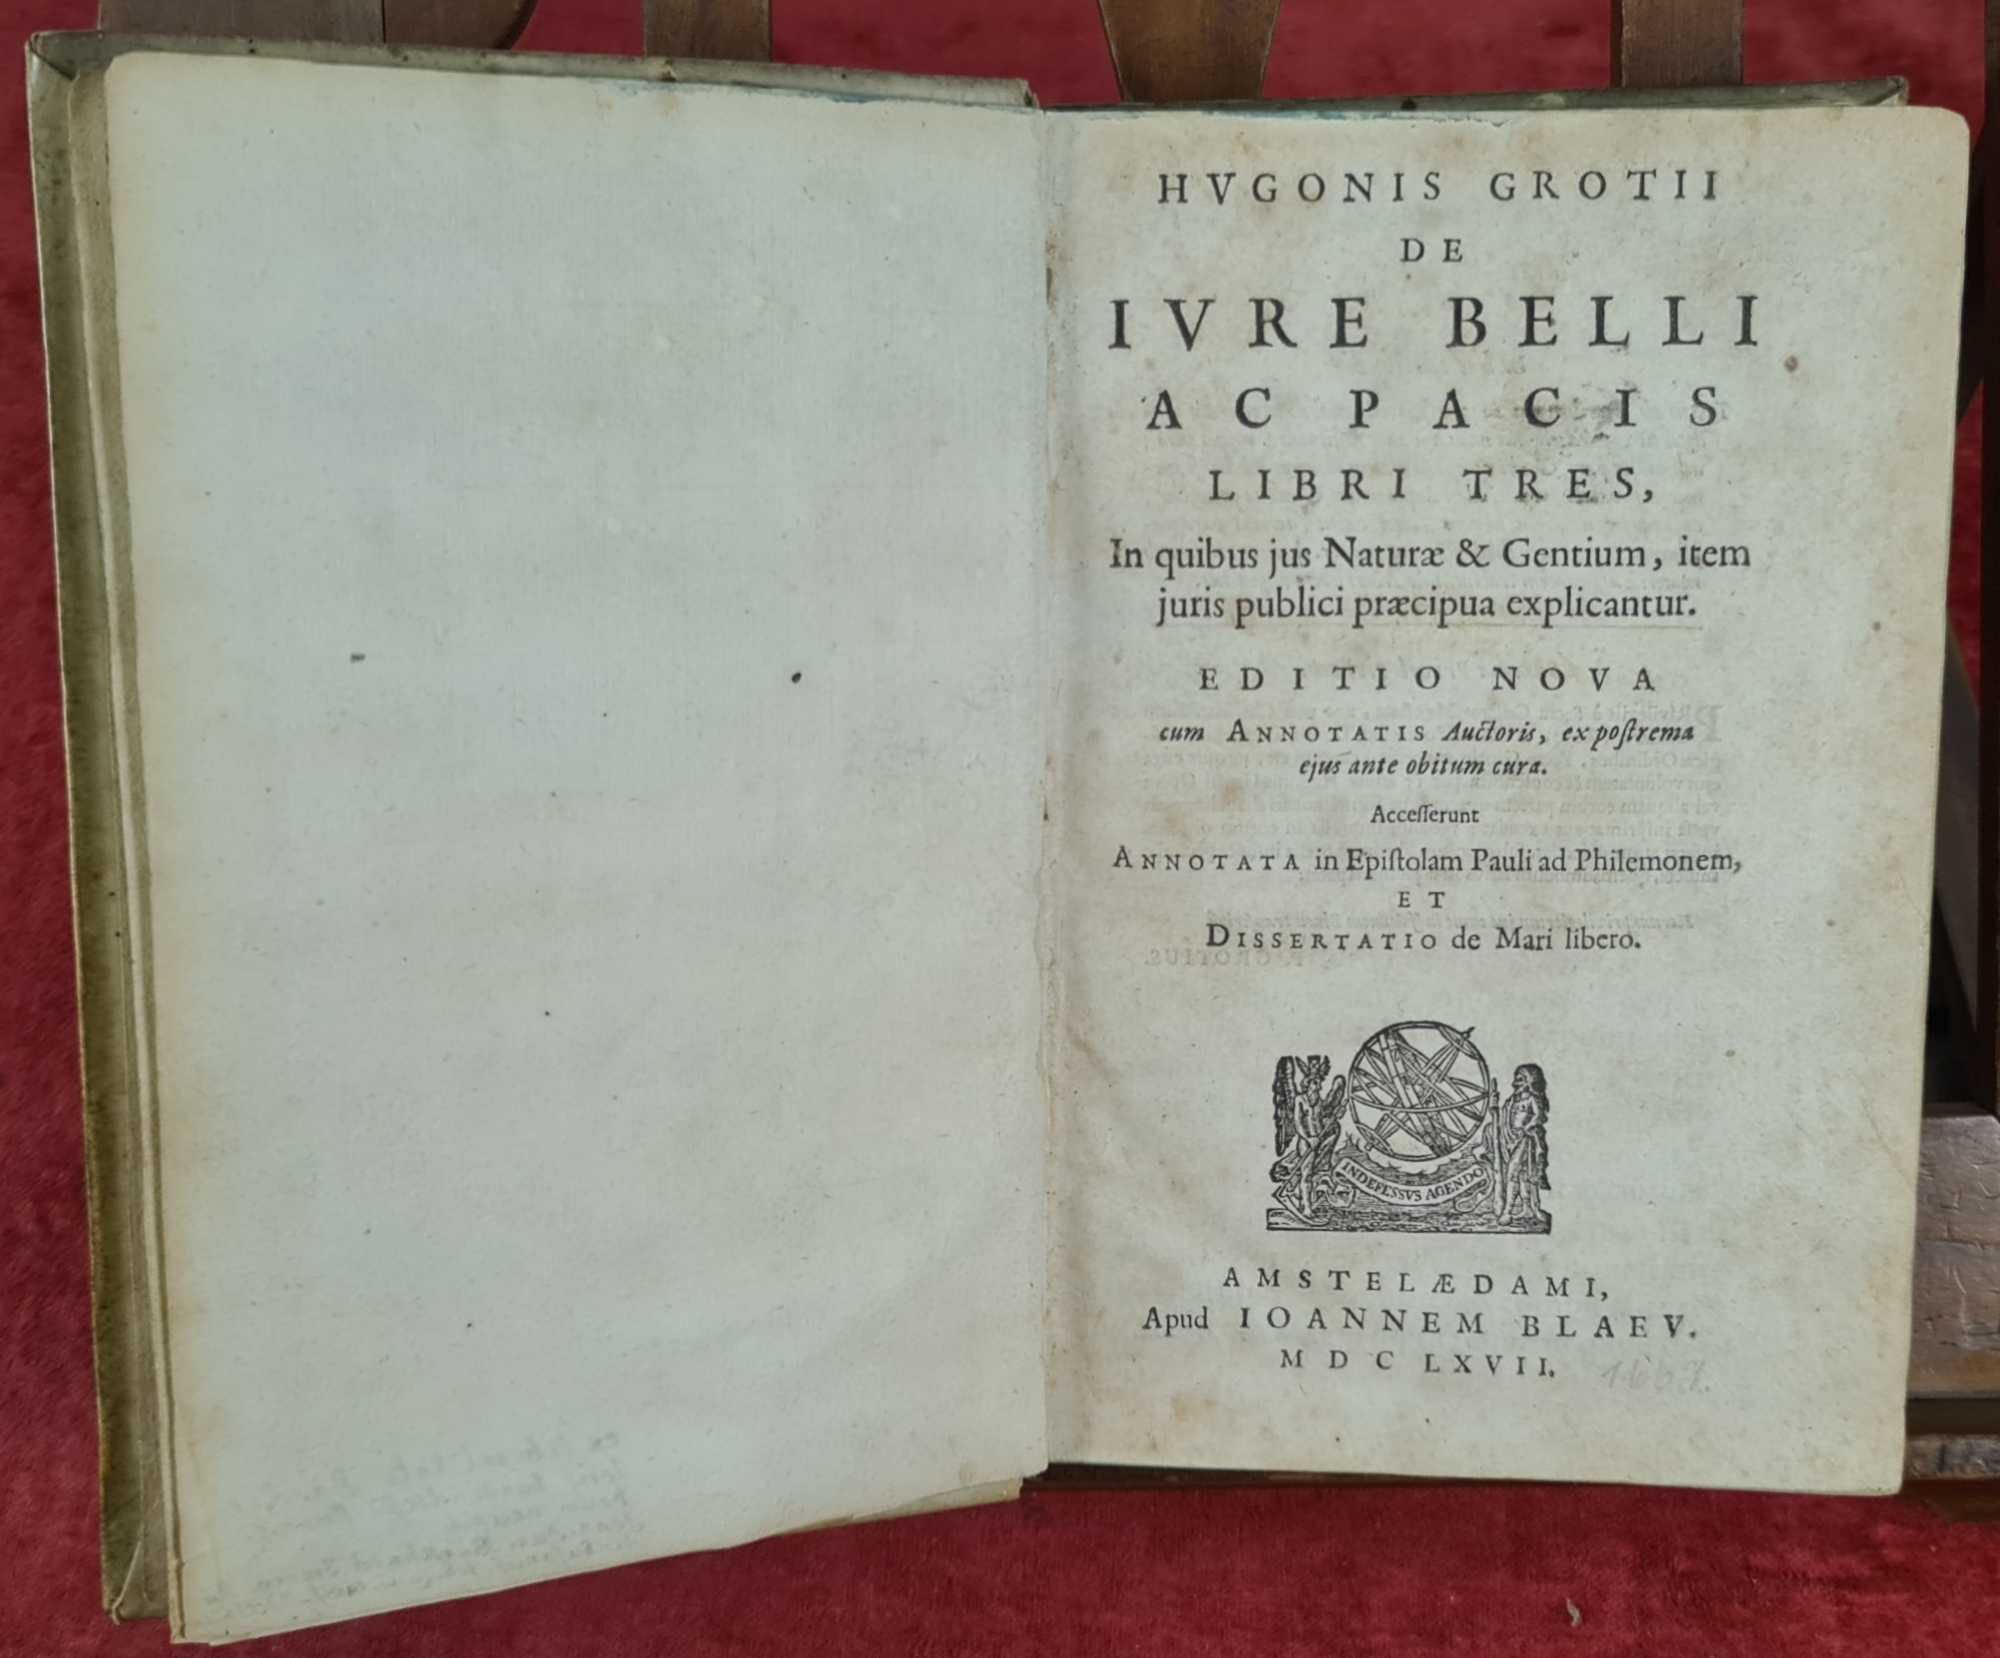 HVGONIS GROTII
DE
IVRE BELLI
AC PACIS
LIBRI TRES,
In quibus jus Naturæ & Gentium, item
juris publici præcipua explicantur.
EDITIO NOVA
cum ANNOTATIS Auctoris, ex poſtrema
ejus ante obitum cura.
Acceſſerunt
ANNOTATA in Epiſtolam Pauli ad Philemonem,
ET
DISSERTATIO de Mari libero.
INDEFESSVS AGENDO
AMSTELÆDAMI,
Apud IOANNEM BLAEV.
MDCLXVII.
1667.